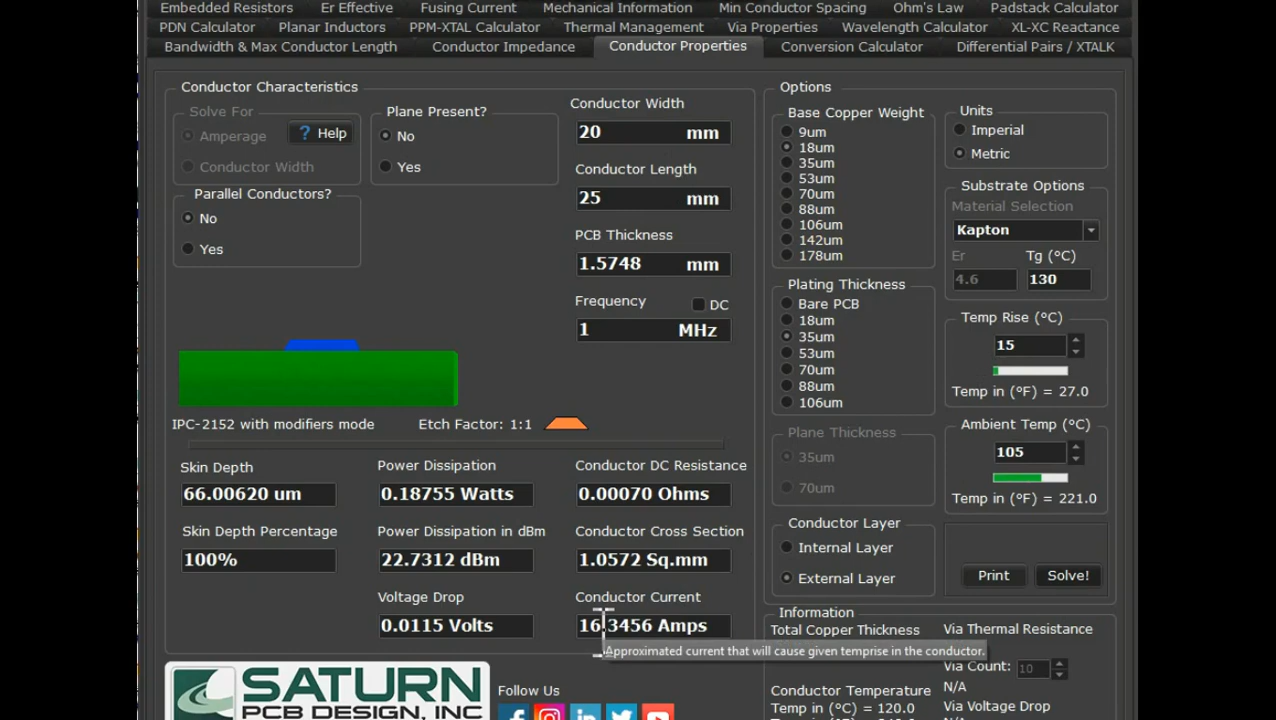 Embedded Resistors
Er Effective
Fusing Current
Mechanical Information
Min Conductor Spacing
Ohm's Law
Padstack Calculator
PDN Calculator
Planar Inductors
PPM-XTAL Calculator
Thermal Management
Via Properties
Wavelength Calculator
XL-XC Reactance
Bandwidth & Max Conductor Length
Conductor Impedance
Conductor Properties
Conversion Calculator
Differential Pairs / XTALK
Conductor Characteristics
Solve For
Amperage
? Help
Conductor Width
Plane Present?
No
Yes
Parallel Conductors?
No
Yes
Conductor Width
20 mm
Conductor Length
25 mm
PCB Thickness
1.5748 mm
Frequency
DC
1 MHz
IPC-2152 with modifiers mode
Etch Factor: 1:1
Skin Depth
66.00620 um
Skin Depth Percentage
100%
Power Dissipation
0.18755 Watts
Power Dissipation in dBm
22.7312 dBm
Voltage Drop
0.0115 Volts
Conductor DC Resistance
0.00070 Ohms
Conductor Cross Section
1.0572 Sq.mm
Conductor Current
16.3456 Amps
Approximated current that will cause given temprise in the conductor.
Options
Base Copper Weight
9um
18um
35um
53um
70um
88um
106um
142um
178um
Plating Thickness
Bare PCB
18um
35um
53um
70um
88um
106um
Plane Thickness
35um
70um
Conductor Layer
Internal Layer
External Layer
Units
Imperial
Metric
Substrate Options
Material Selection
Kapton
Er
Tg (°C)
4.6
130
Temp Rise (°C)
15
Temp in (°F) = 27.0
Ambient Temp (°C)
105
Temp in (°F) = 221.0
Print
Solve!
Information
Total Copper Thickness
Via Thermal Resistance
Via Count:
10
N/A
Conductor Temperature
Temp in (°C) = 120.0
Via Voltage Drop
SATURN
PCB DESIGN, INC
Follow Us